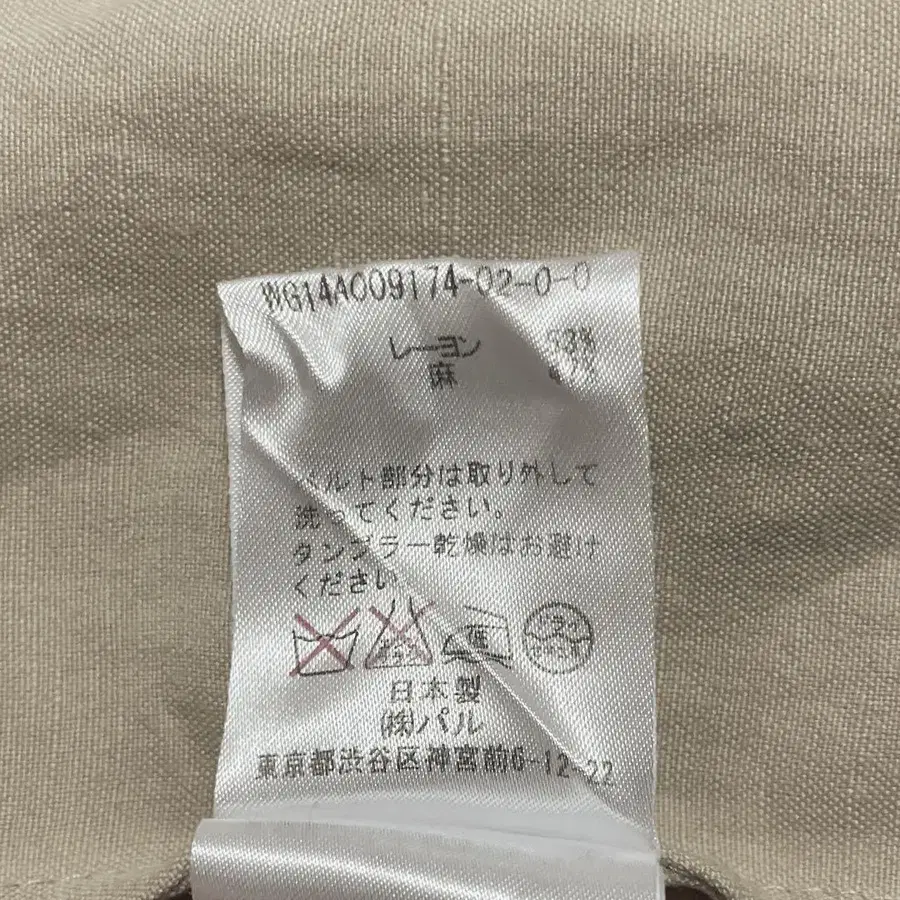 WG14A009174-02-0-0
レーヨン
麻
ベルト部分は取り外して
洗ってください。
タンブラー乾燥はお避け
ください
日本製
(株)パル
東京都渋谷区神宮前6-12-22